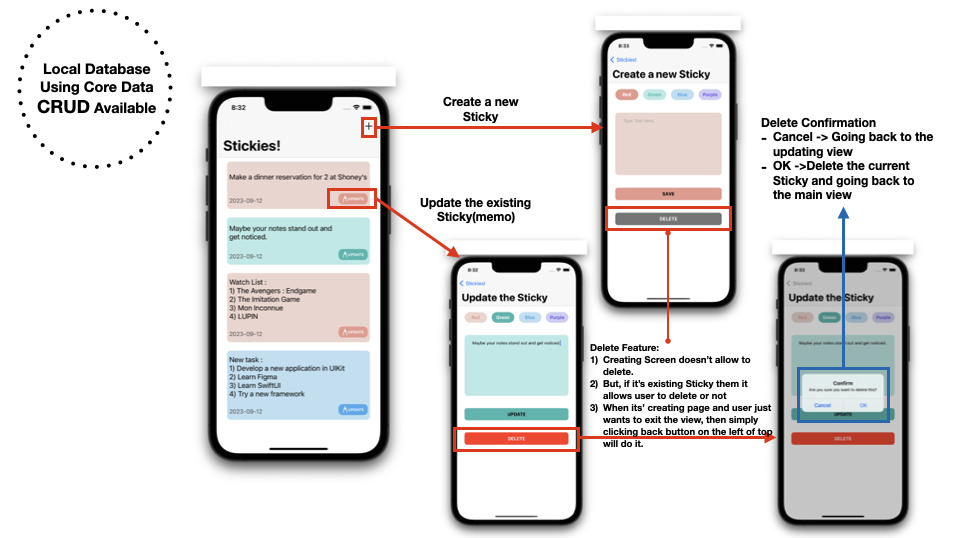 Local Database
Using Core Data
CRUD Available
8:32
+
Stickies!
Make a dinner reservation for 2 at Shoney's
2023-09-12
UPDATE
Maybe your notes stand out and
get noticed.
2023-09-12
UPDATE
Watch List :
1) The Avengers : Endgame
2) The Imitation Game
3) Mon Inconnue
4) LUPIN
2023-09-12
UPDATE
New task :
1) Develop a new application in UIKit
2) Learn Figma
3) Learn SwiftUI
4) Try a new framework
2023-09-12
UPDATE
Create a new
Sticky
Update the existing
Sticky(memo)
8:33
Stickies!
Create a new Sticky
Red Green Blue Purple
Type Text Here
SAVE
DELETE
8:32
Stickies!
Update the Sticky
Red Green Blue Purple
Maybe your notes stand out and get noticed.
UPDATE
DELETE
Delete Feature:
1) Creating Screen doesn't allow to
delete.
2) But, if it's existing Sticky them it
allows user to delete or not
3) When its' creating page and user just
wants to exit the view, then simply
clicking back button on the left of top
will do it.
Delete Confirmation
- Cancel -> Going back to the
updating view
- OK ->Delete the current
Sticky and going back to
the main view
8:33
Stickies!
Update the Sticky
Red Green Blue Purple
Maybe your notes stand out and get noticed.
Confirm
Are you sure you want to delete this?
Cancel OK
UPDATE
DELETE